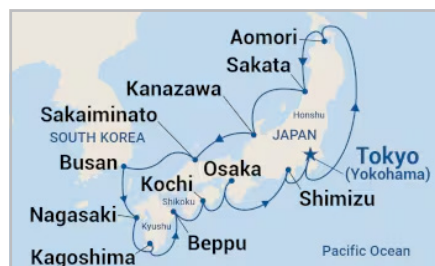 Aomori
Sakata
Kanazawa
Honshu
Sakaiminato
JAPAN
SOUTH KOREA
Tokyo
(Yokohama)
Busan
Osaka
Kochi
Shikoku
Shimizu
Nagasaki
Kyushu
Beppu
Kagoshima
Pacific Ocean